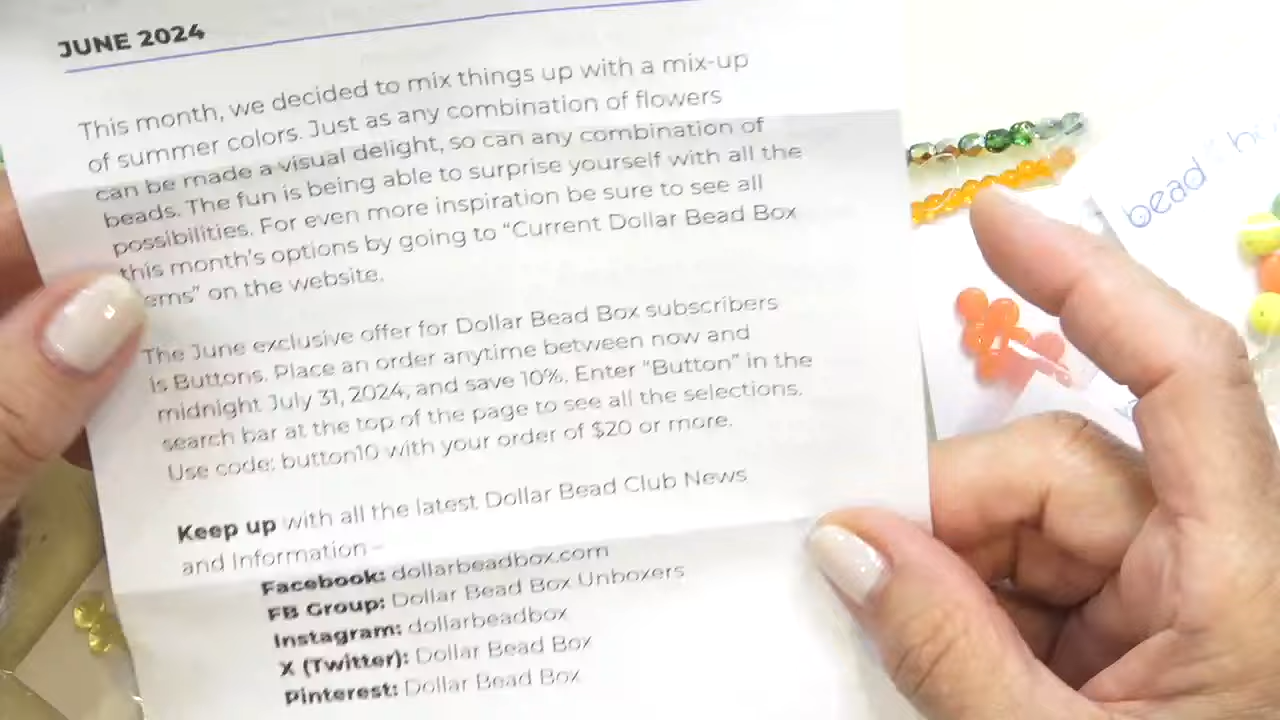 JUNE 2024
This month, we decided to mix things up with a mix-up
of summer colors. Just as any combination of flowers
can be made a visual delight, so can any combination of
beads. The fun is being able to surprise yourself with all the
possibilities. For even more inspiration be sure to see all
this month's options by going to "Current Dollar Bead Box
ems" on the website.
The June exclusive offer for Dollar Bead Box subscribers
is Buttons. Place an order anytime between now and
midnight July 31, 2024, and save 10%. Enter "Button" in the
search bar at the top of the page to see all the selections.
Use code: button10 with your order of $20 or more.
Keep up with all the latest Dollar Bead Club News
and Information –
Facebook: dollarbeadbox.com
FB Group: Dollar Bead Box Unboxers
Instagram: dollarbeadbox
X (Twitter): Dollar Bead Box
Pinterest: Dollar Bead Box
bead